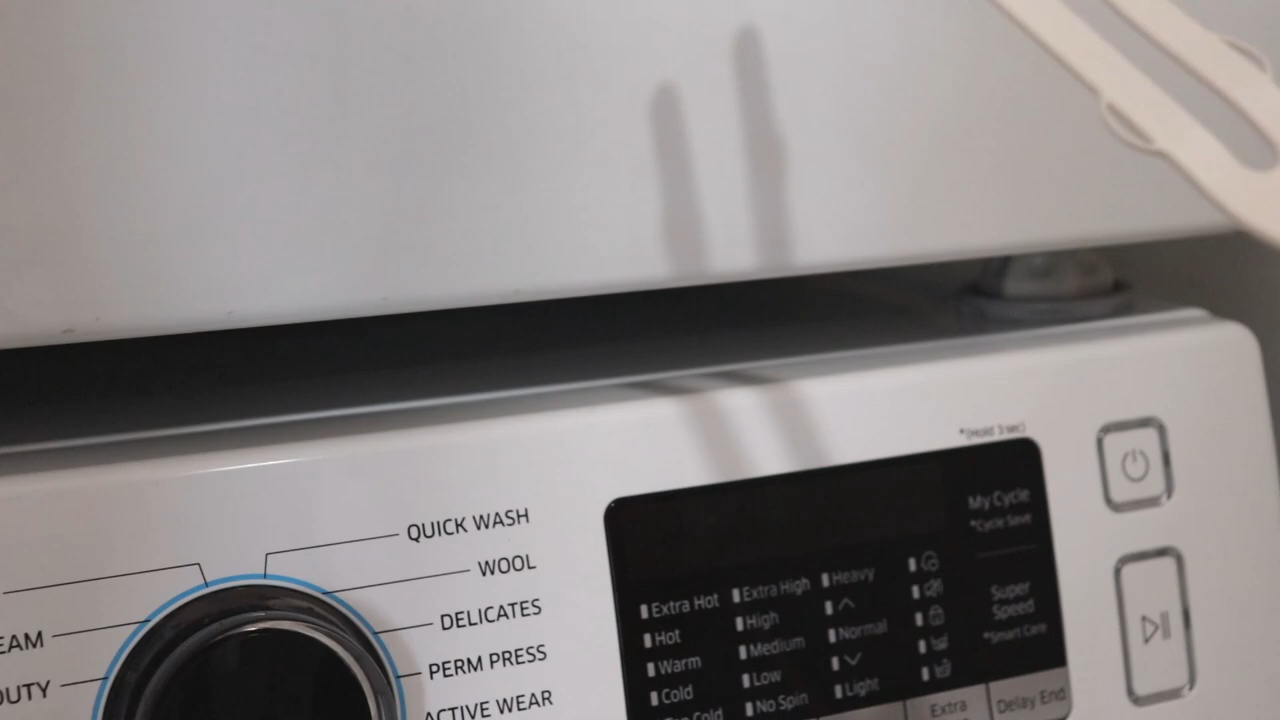 *(Hold 3 sec)
QUICK WASH
WOOL
DELICATES
PERM PRESS
ACTIVE WEAR
EAM
OUTY
Extra Hot
Hot
Warm
Cold
Cold
Extra High
High
Medium
Low
No Spin
Heavy
Normal
Light
My Cycle
*Cycle Save
Super
Speed
*Smart Care
Extra
Delay End